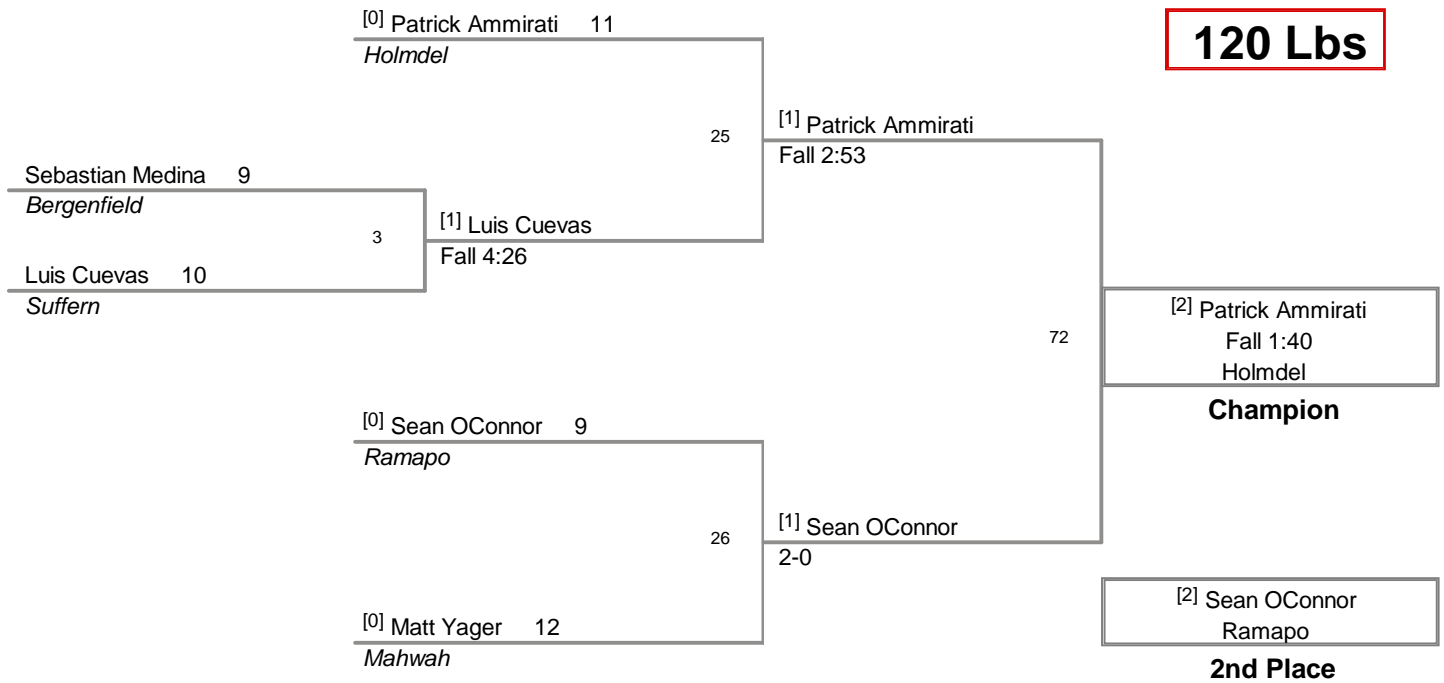 [0] Patrick Ammirati 11
Holmdel
120 Lbs
25
[1] Patrick Ammirati
Fall 2:53
Sebastian Medina 9
Bergenfield
3
[1] Luis Cuevas
Fall 4:26
Luis Cuevas 10
Suffern
72
[2] Patrick Ammirati
Fall 1:40
Holmdel
Champion
[0] Sean OConnor 9
Ramapo
26
[1] Sean OConnor
2-0
[0] Matt Yager 12
Mahwah
[2] Sean OConnor
Ramapo
2nd Place